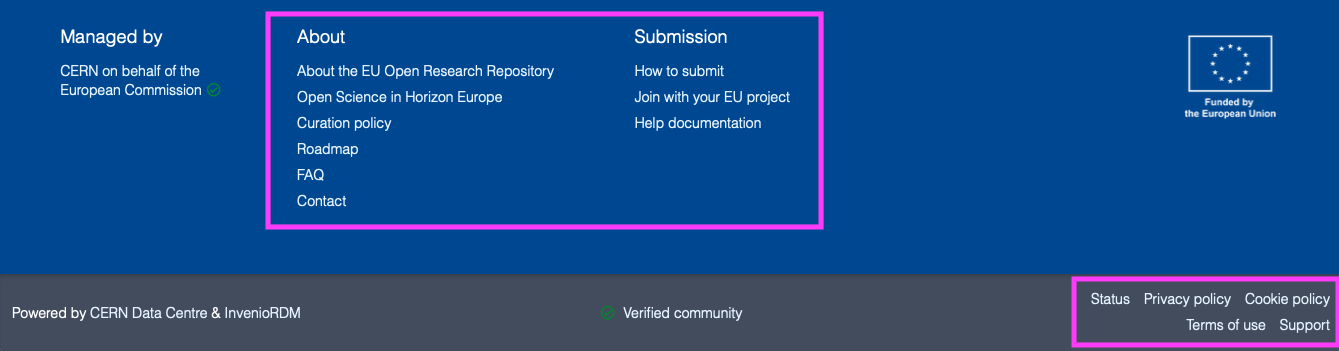 Managed by
CERN on behalf of the
European Commission
About
About the EU Open Research Repository
Open Science in Horizon Europe
Curation policy
Roadmap
FAQ
Contact
Submission
How to submit
Join with your EU project
Help documentation
Funded by
the European Union
Powered by CERN Data Centre & InvenioRDM
Verified community
Status Privacy policy Cookie policy
Terms of use Support